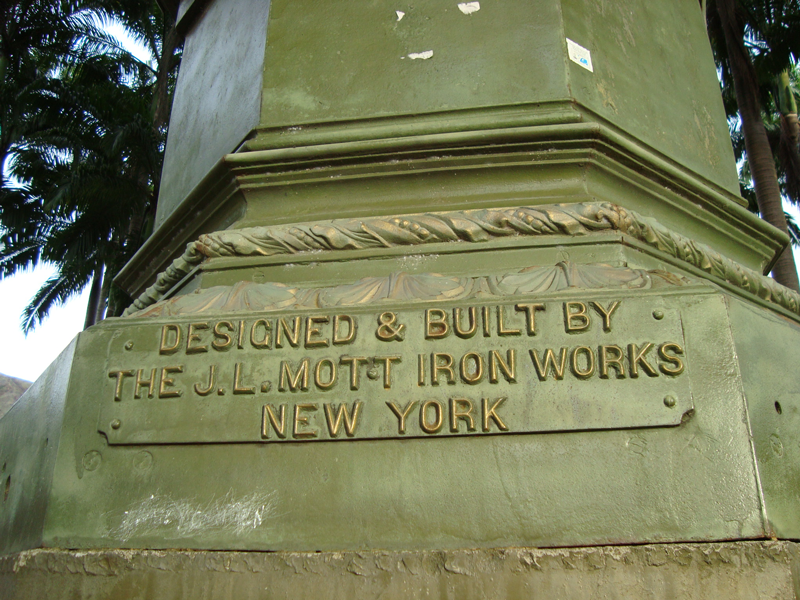 DESIGNED & BUILT BY
THE J. L. MOTT IRON WORKS
NEW YORK